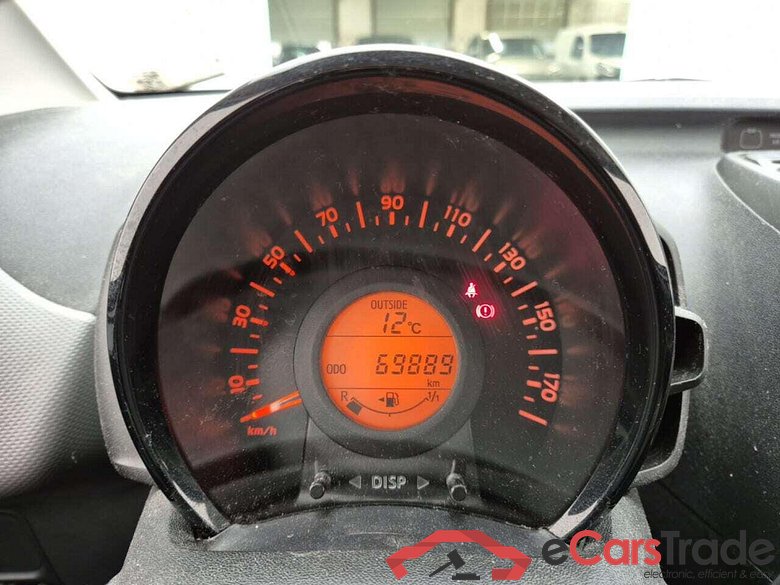 10 30 50 70 90 110 130 150 170
km/h
OUTSIDE
12 °C
ODO 69889
km
R 1/1
DISP
eCarsTrade
electronic, efficient & easy